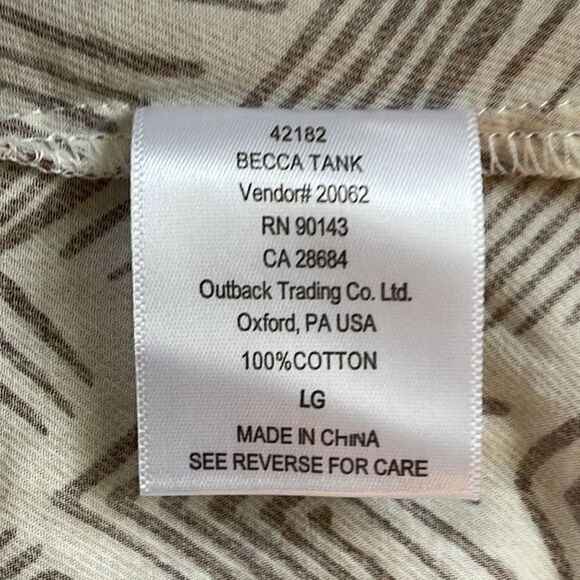 42182
BECCA TANK
Vendor# 20062
RN 90143
CA 28684
Outback Trading Co. Ltd.
Oxford, PA USA
100%COTTON
LG
MADE IN CHINA
SEE REVERSE FOR CARE